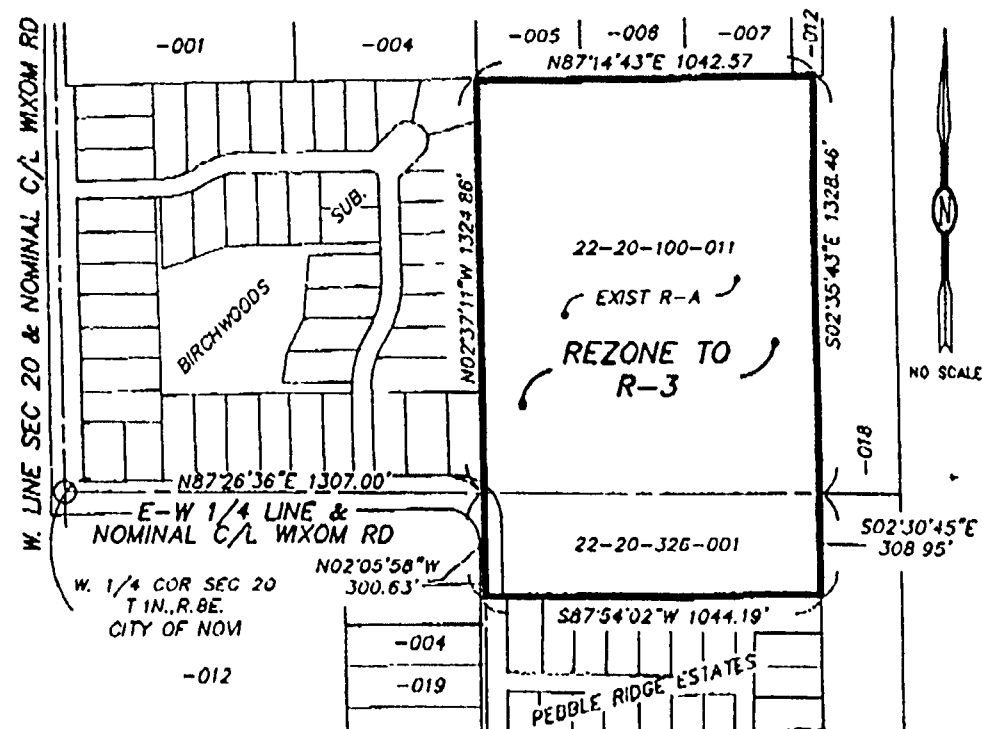 -001
-004
-005
-006
-007
-012
N87°14'43"E 1042.57
W. LINE SEC 20 & NOMINAL C/L WIXOM RD
SUB.
BIRCHWOODS
N02°37'11"W 1324 86'
22-20-100-011
EXIST R-A
REZONE TO
R-3
S02°35'43"E 1328.46'
N
NO SCALE
-018
N87°26'36"E 1307.00'
E-W 1/4 LINE &
NOMINAL C/L WIXOM RD
22-20-326-001
S02°30'45"E
308 95'
N02°05'58"W
300.63'
W. 1/4 COR SEC 20
T 1N.,R.8E.
CITY OF NOVI
S87°54'02"W 1044.19'
-004
-012
-019
PEBBLE RIDGE ESTATES